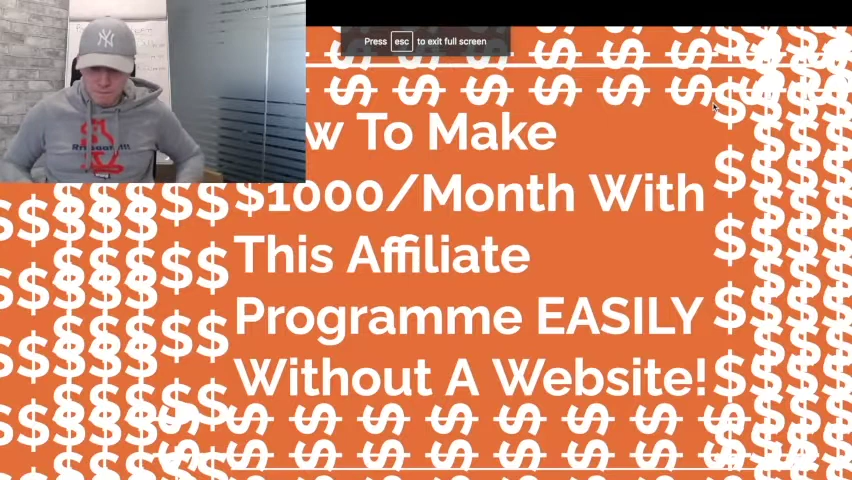 Press esc to exit full screen
w To Make
$1000/Month With
This Affiliate
Programme EASILY
Without A Website!